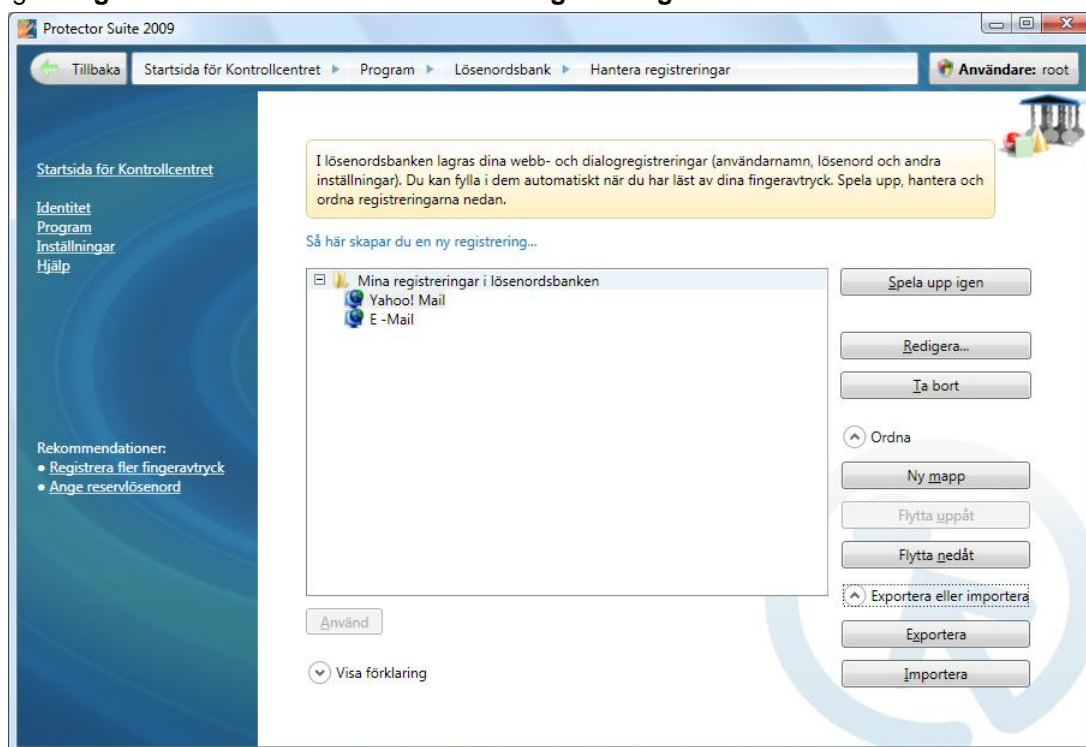 Protector Suite 2009
Tillbaka
Startsida för Kontrollcentret
Program
Lösenordsbank
Hantera registreringar
Användare: root
Startsida för Kontrollcentret
Identitet
Program
Inställningar
Hjälp
Rekommendationer:
• Registrera fler fingeravtryck
• Ange reservlösenord
I lösenordsbanken lagras dina webb- och dialogregistreringar (användarnamn, lösenord och andra
inställningar). Du kan fylla i dem automatiskt när du har läst av dina fingeravtryck. Spela upp, hantera och
ordna registreringarna nedan.
Så här skapar du en ny registrering...
Mina registreringar i lösenordsbanken
Yahoo! Mail
E -Mail
Använd
Visa förklaring
Spela upp igen
Redigera...
Ta bort
Ordna
Ny mapp
Flytta uppåt
Flytta nedåt
Exportera eller importera
Exportera
Importera